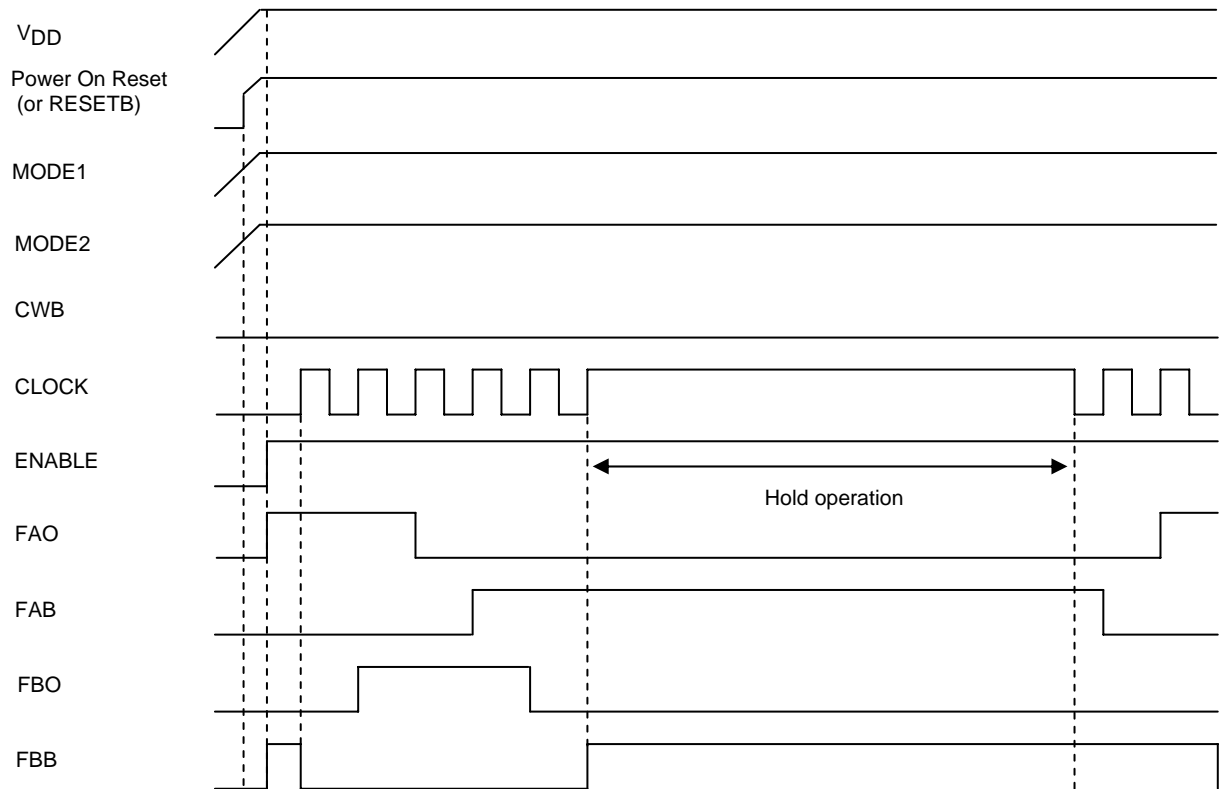 VDD
Power On Reset
(or RESETB)
MODE1
MODE2
CWB
CLOCK
ENABLE
Hold operation
FAO
FAB
FBO
FBB